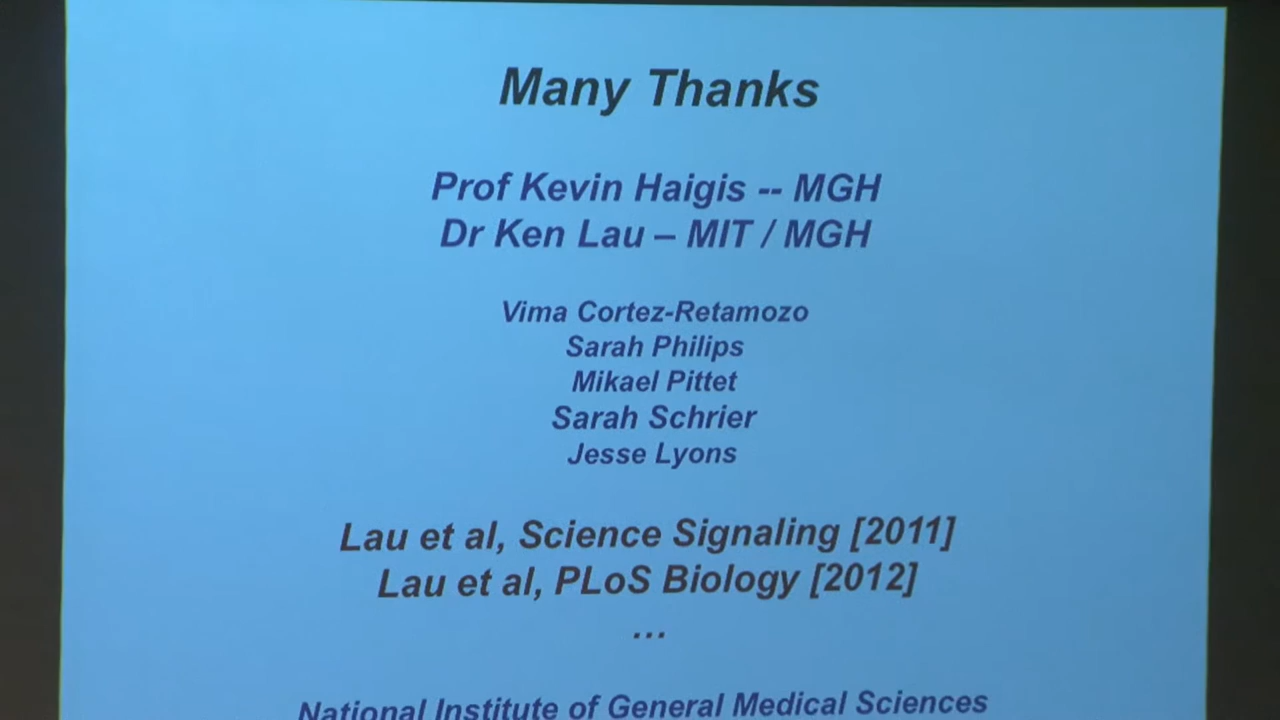 Many Thanks
Prof Kevin Haigis -- MGH
Dr Ken Lau – MIT / MGH
Vima Cortez-Retamozo
Sarah Philips
Mikael Pittet
Sarah Schrier
Jesse Lyons
Lau et al, Science Signaling [2011]
Lau et al, PLoS Biology [2012]
...
National Institute of General Medical Sciences